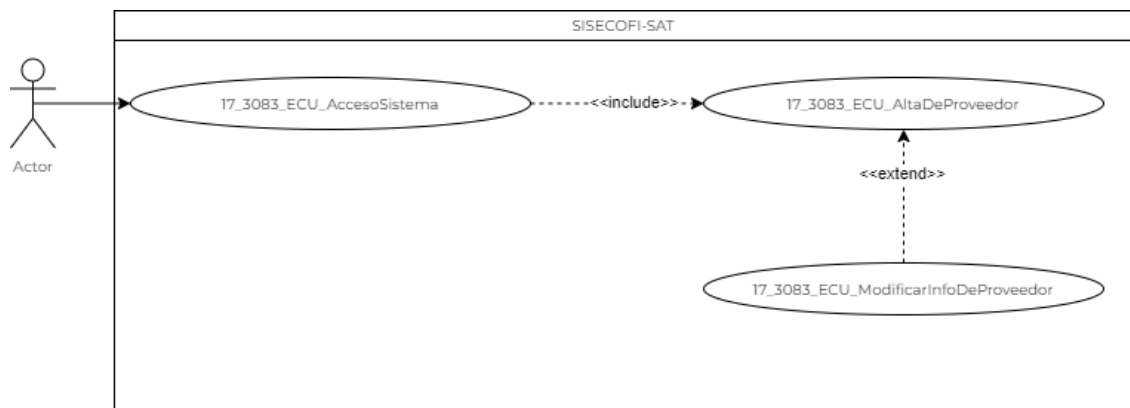 SISECOFI-SAT
17_3083_ECU_AccesoSistema
<<include>>
17_3083_ECU_AltaDeProveedor
Actor
<<extend>>
17_3083_ECU_ModificarInfoDeProveedor